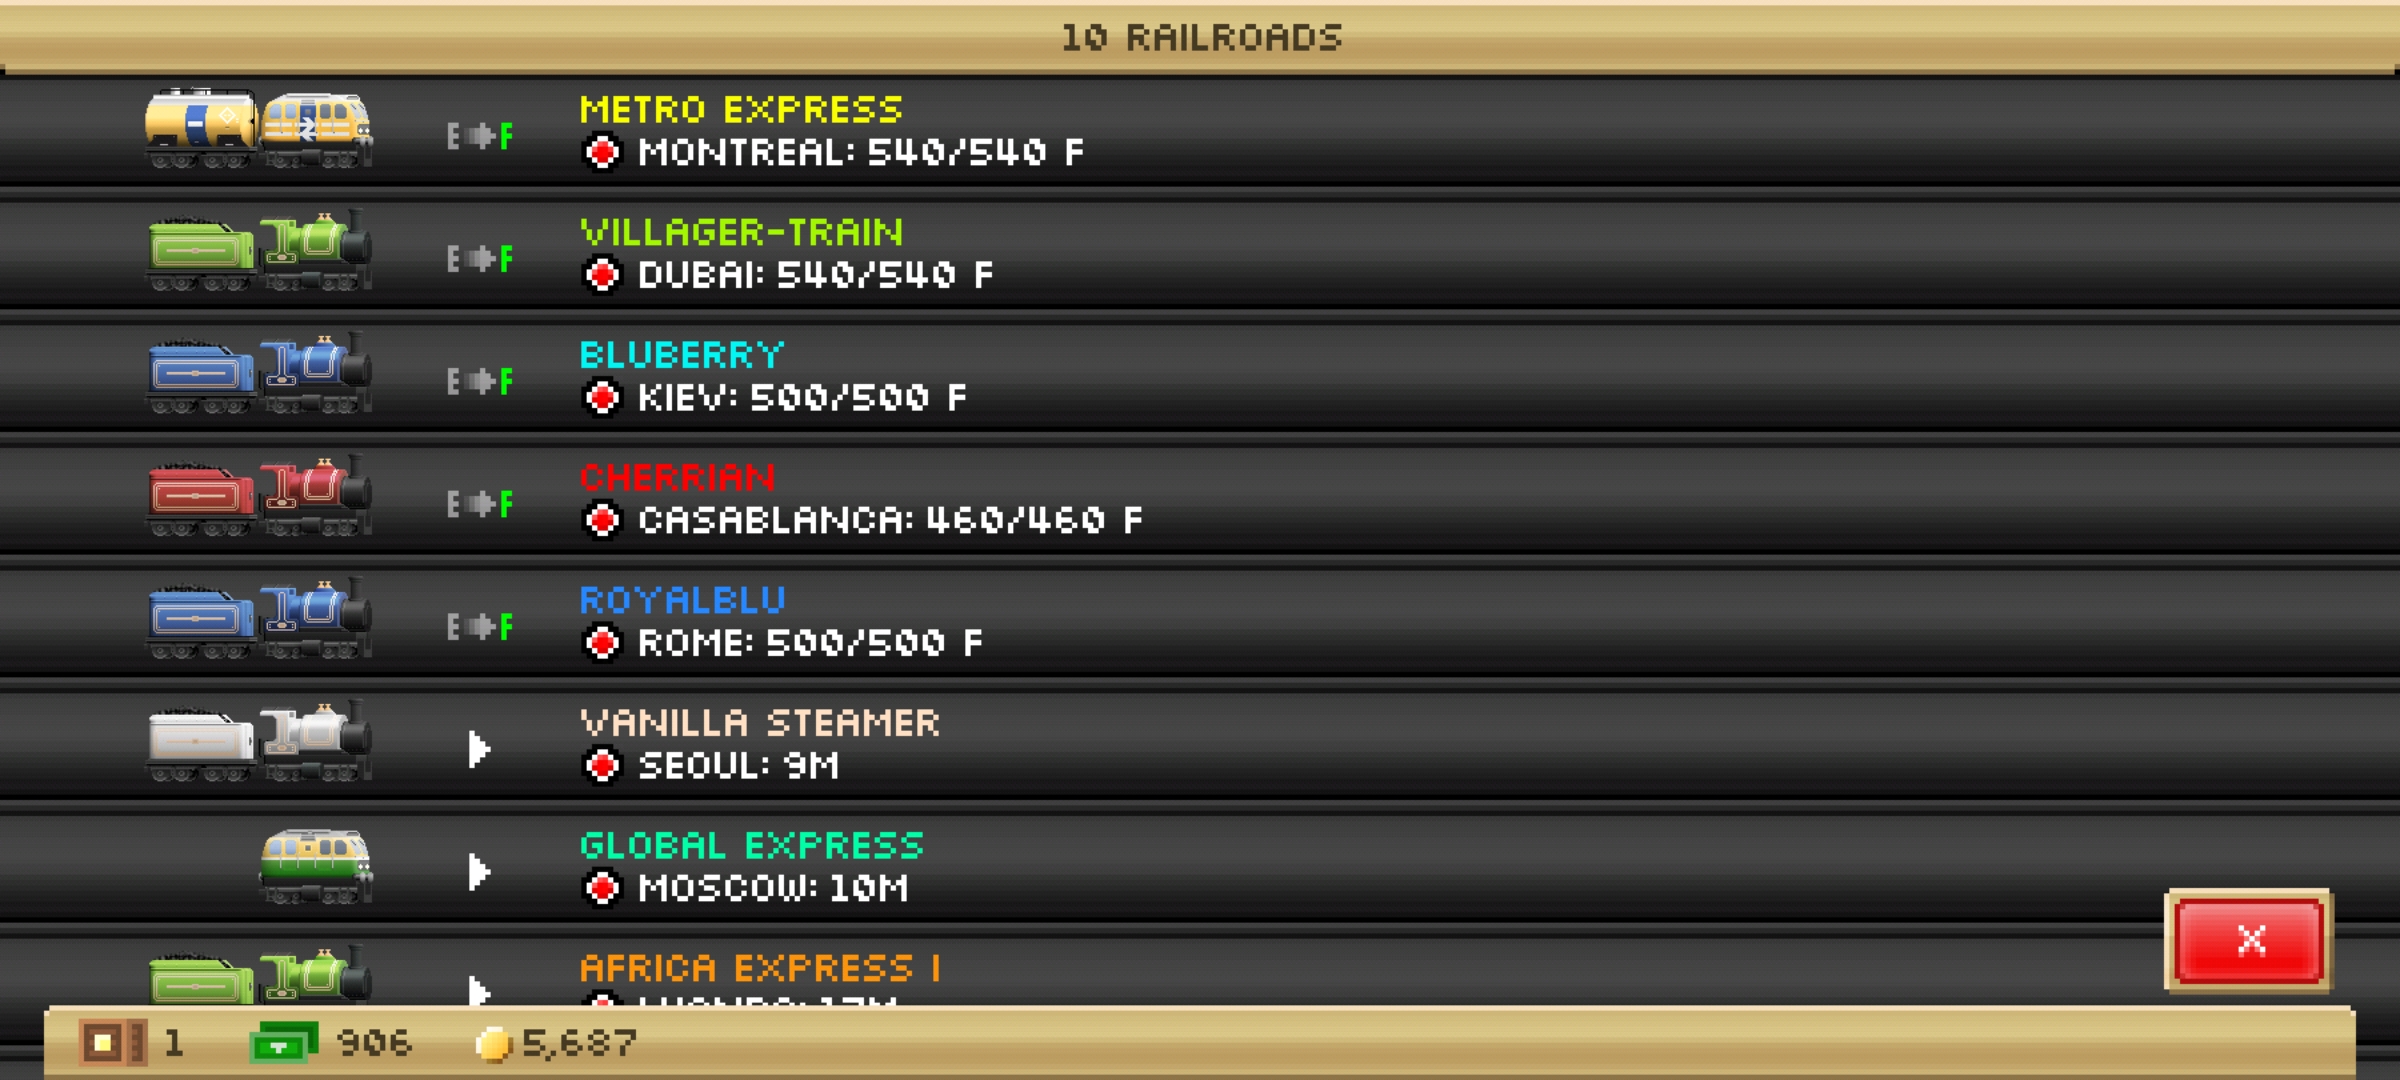 10 RAILROADS
METRO EXPRESS
E F
MONTREAL: 540/540 F
VILLAGER-TRAIN
E F
DUBAI: 540/540 F
BLUBERRY
E F
KIEV: 500/500 F
CHERRIAN
E F
CASABLANCA: 460/460 F
ROYALBLU
E F
ROME: 500/500 F
VANILLA STEAMER
SEOUL: 9M
GLOBAL EXPRESS
MOSCOW: 10M
AFRICA EXPRESS I
X
1 906 5,687